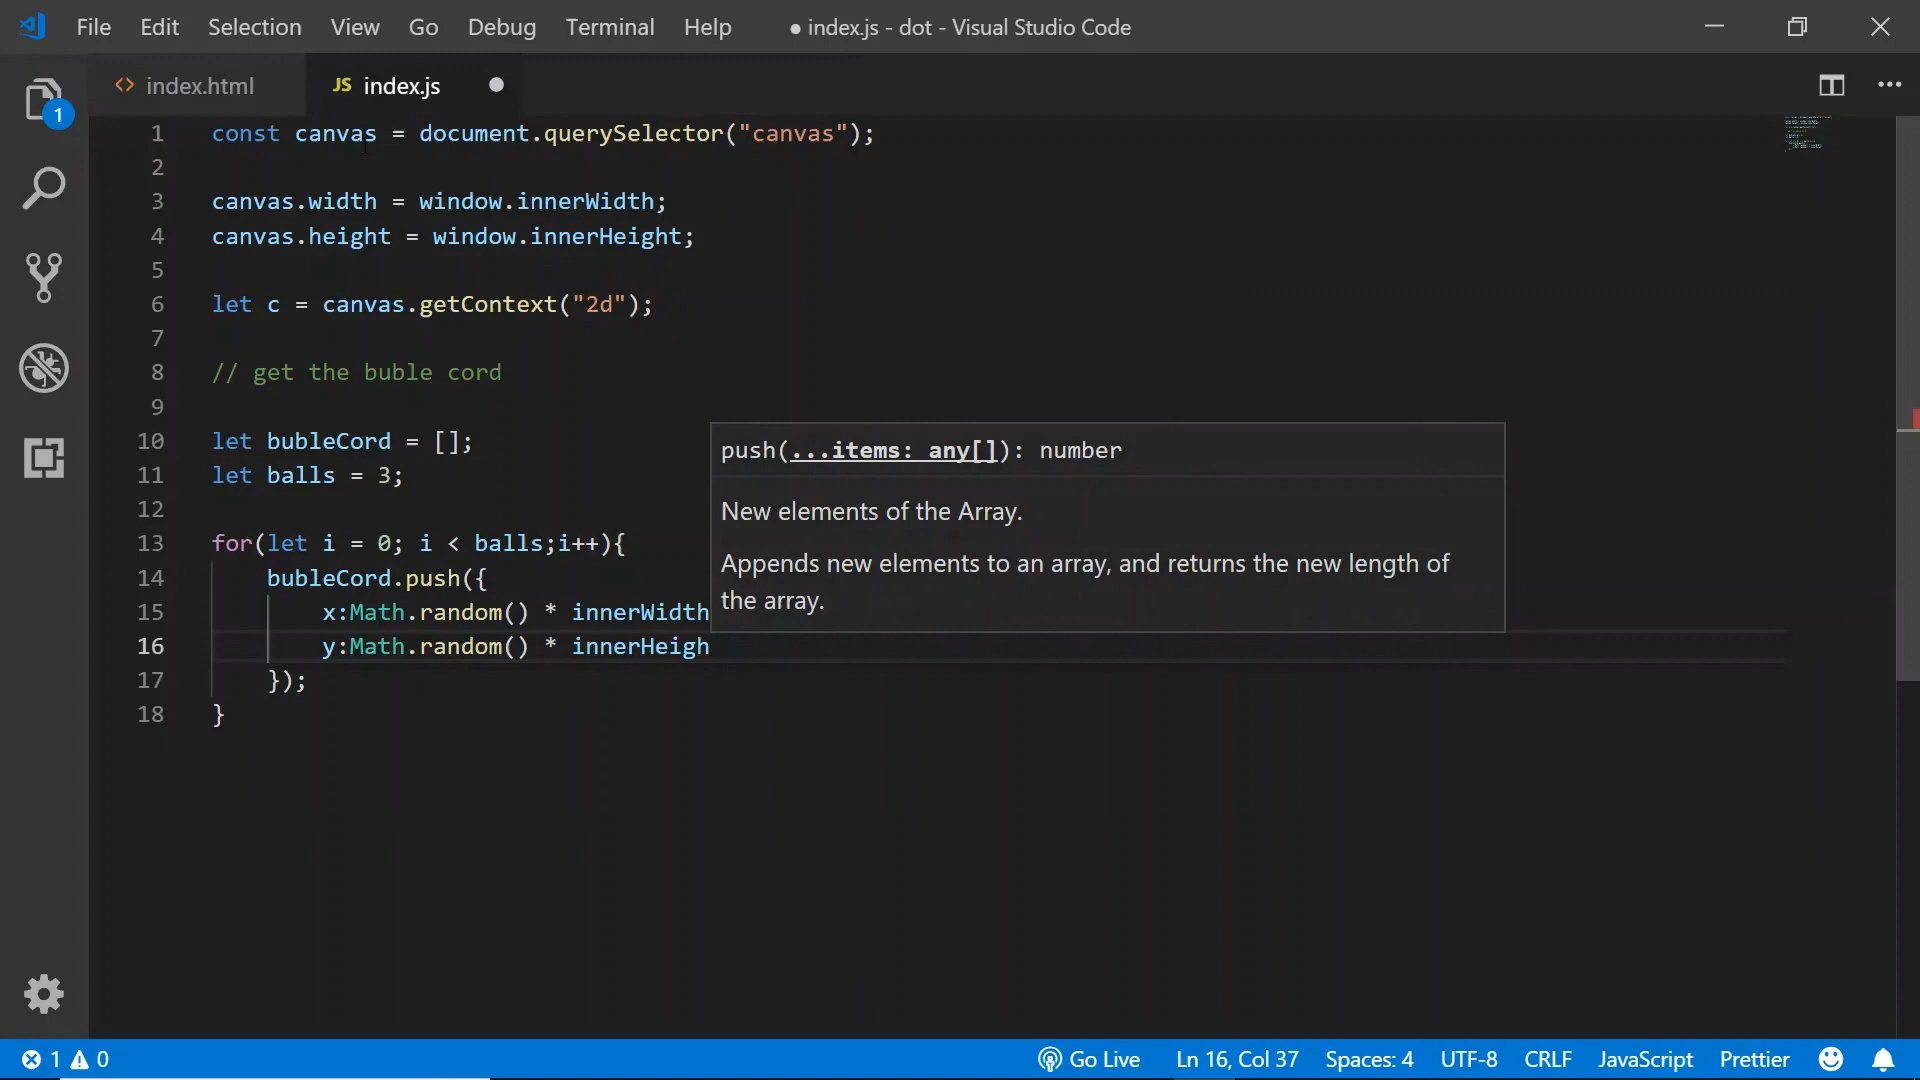 File Edit Selection View Go Debug Terminal Help ● index.js - dot - Visual Studio Code
<> index.html JS index.js ●
1
1 const canvas = document.querySelector("canvas");
2
3 canvas.width = window.innerWidth;
4 canvas.height = window.innerHeight;
5
6 let c = canvas.getContext("2d");
7
8 // get the buble cord
9
10 let bubleCord = [];
11 let balls = 3;
12
13 for(let i = 0; i < balls;i++){
14 bubleCord.push({
15 x:Math.random() * innerWidth
16 y:Math.random() * innerHeigh
17 });
18 }
push(...items: any[]): number
New elements of the Array.
Appends new elements to an array, and returns the new length of
the array.
1 0 Go Live Ln 16, Col 37 Spaces: 4 UTF-8 CRLF JavaScript Prettier